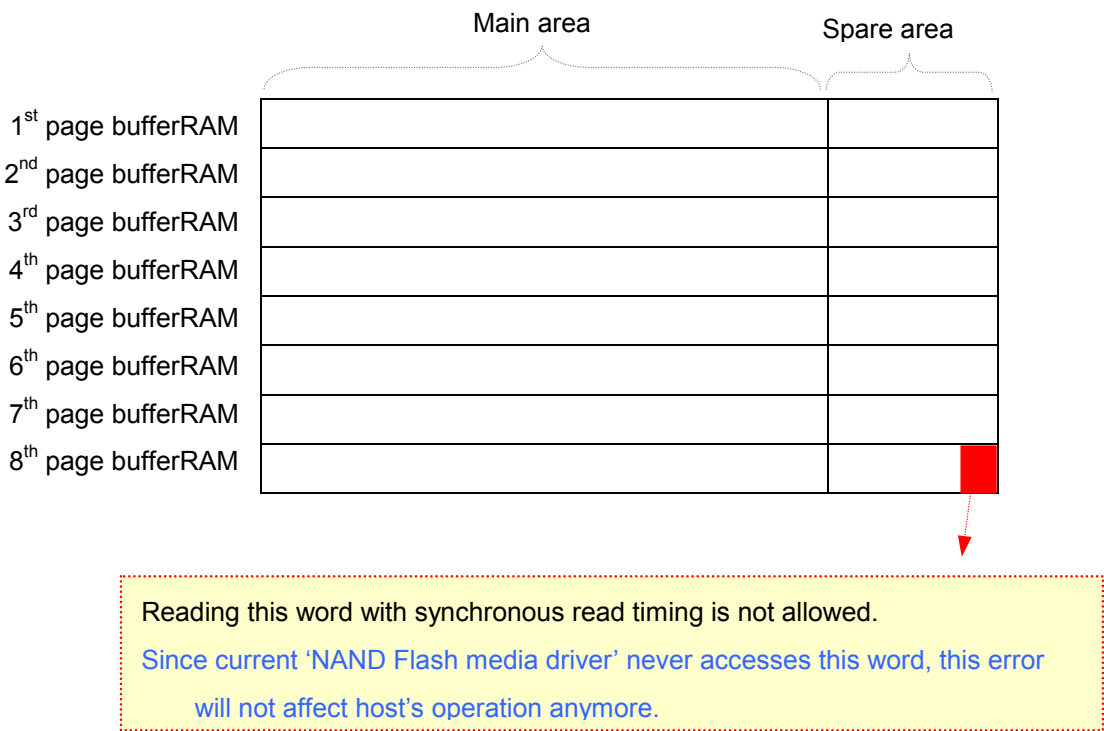 Main area
Spare area
1st page bufferRAM
2nd page bufferRAM
3rd page bufferRAM
4th page bufferRAM
5th page bufferRAM
6th page bufferRAM
7th page bufferRAM
8th page bufferRAM
Reading this word with synchronous read timing is not allowed.
Since current ‘NAND Flash media driver’ never accesses this word, this error
will not affect host’s operation anymore.